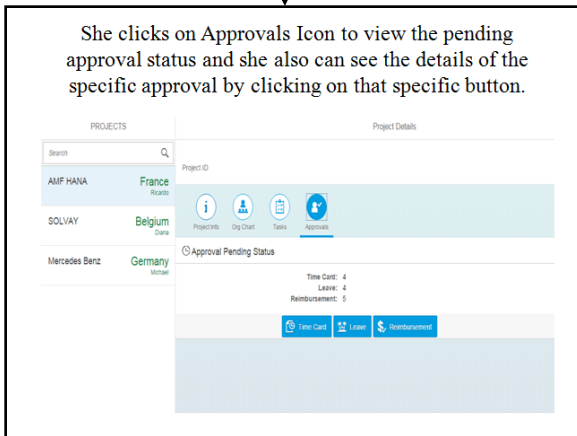 She clicks on Approvals Icon to view the pending
approval status and she also can see the details of the
specific approval by clicking on that specific button.
PROJECTS
Project Details
Search
Project ID
AMF HANA
France
Ricardo
SOLVAY
Belgium
Diana
Mercedes Benz
Germany
Michael
Project Info
Org Chart
Tasks
Approvals
Approval Pending Status
Time Card: 4
Leave: 4
Reimbursement: 5
Time Card
Leave
Reimbursement